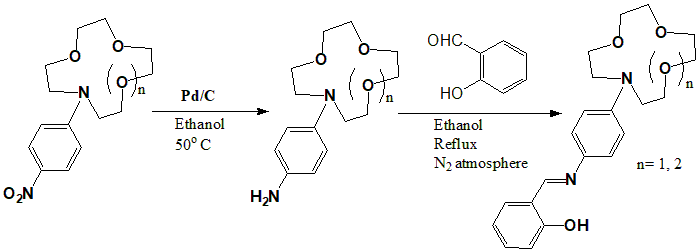 O
O
O
( ) n
N
O₂N
Pd/C
Ethanol
50° C
O
O
O
( ) n
N
H₂N
OHC
HO
Ethanol
Reflux
N₂ atmosphere
O
O
O
( ) n
N
N
OH
n= 1, 2